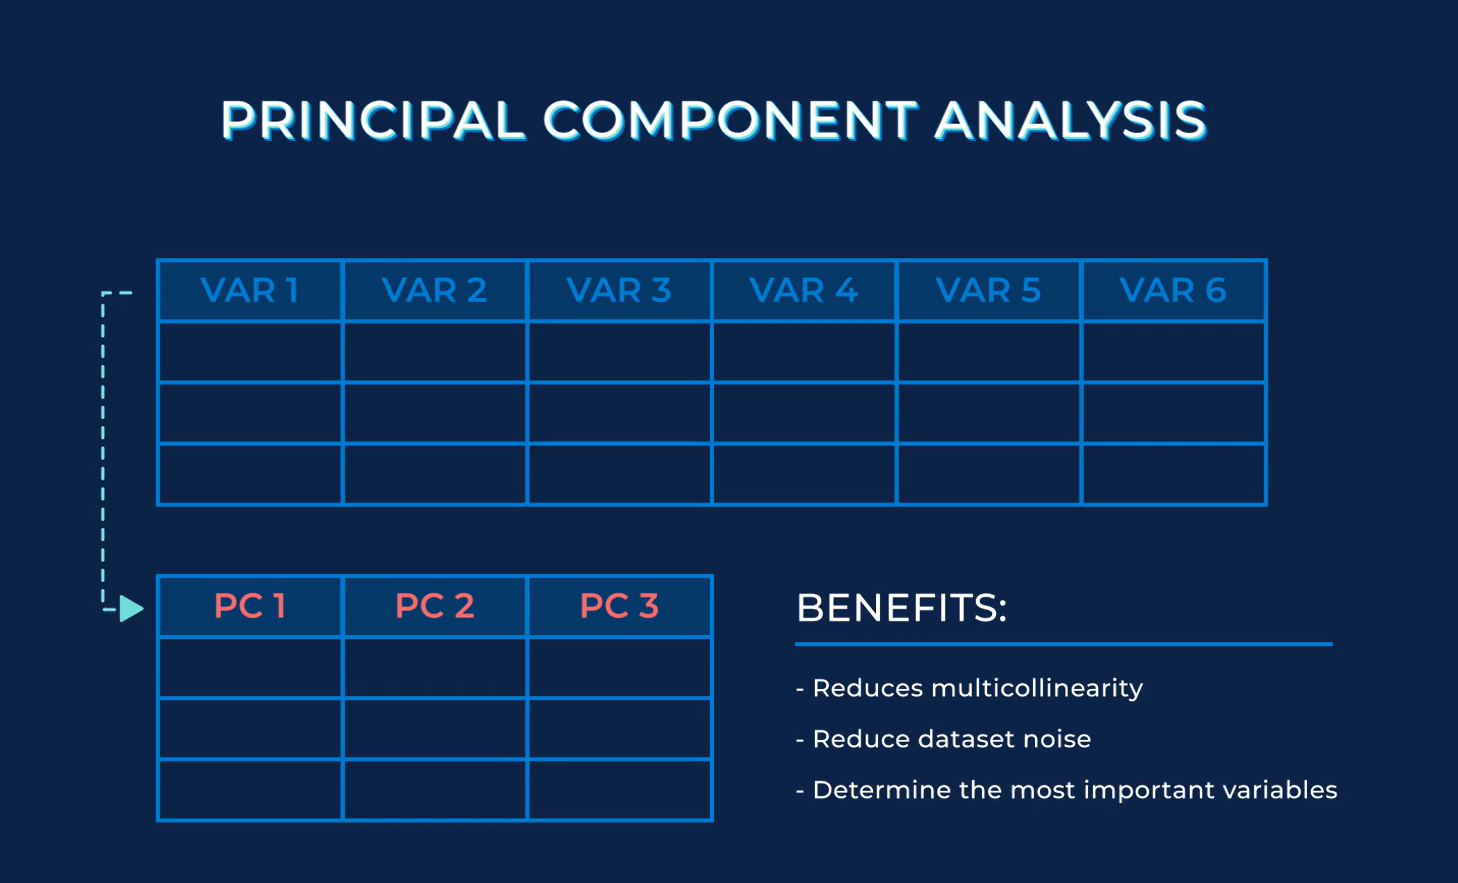 PRINCIPAL COMPONENT ANALYSIS
VAR 1 VAR 2 VAR 3 VAR 4 VAR 5 VAR 6
PC 1 PC 2 PC 3
BENEFITS:
- Reduces multicollinearity
- Reduce dataset noise
- Determine the most important variables